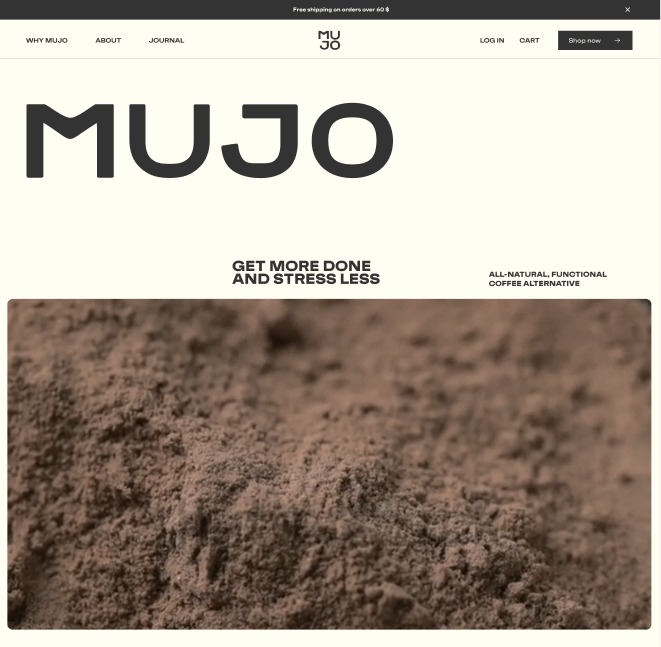 Free shipping on orders over 60 $
WHY MUJO
ABOUT
JOURNAL
MU
JO
LOG IN
CART
Shop now
MUJO
GET MORE DONE
AND STRESS LESS
ALL-NATURAL, FUNCTIONAL
COFFEE ALTERNATIVE